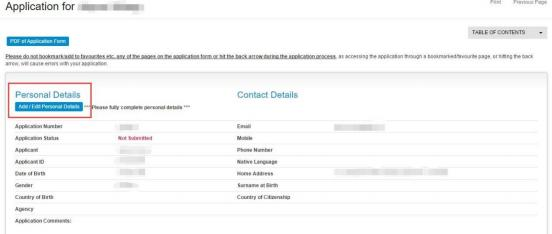 Print Previous Page
Application for
TABLE OF CONTENTS
PDF of Application Form
Please do not bookmark/add to favourites etc. any of the pages on the application form or hit the back arrow during the application process, as accessing the application through a bookmarked/favourite page, or hitting the back
arrow, will cause errors with your application.
Personal Details Contact Details
Add / Edit Personal Details *** Please fully complete personal details ***
Application Number Email
Application Status Not Submitted Mobile
Applicant Phone Number
Applicant ID Native Language
Date of Birth Home Address
Gender Surname at Birth
Country of Birth Country of Citizenship
Agency
Application Comments: